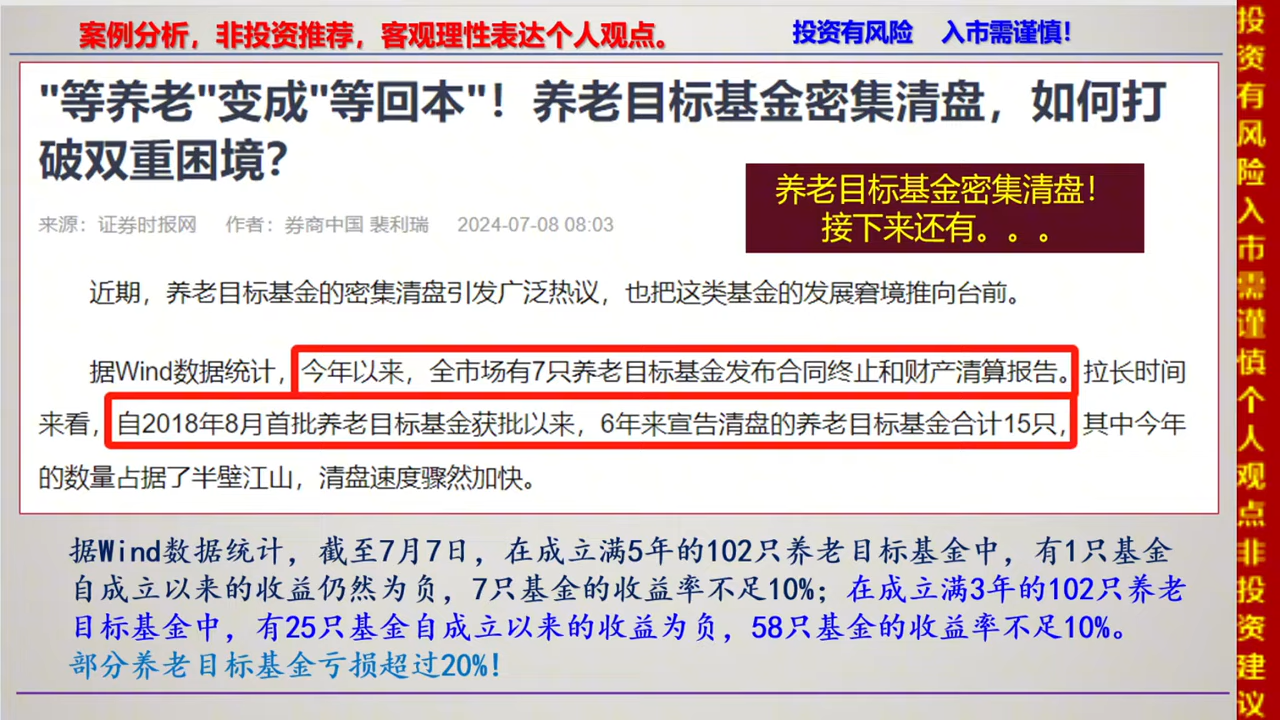 案例分析，非投资推荐，客观理性表达个人观点。
投资有风险 入市需谨慎！
"等养老"变成"等回本"！养老目标基金密集清盘，如何打
破双重困境？
来源：证券时报网 作者：券商中国 裴利瑞 2024-07-08 08:03
养老目标基金密集清盘！
接下来还有。。。
近期，养老目标基金的密集清盘引发广泛热议，也把这类基金的发展窘境推向台前。
据Wind数据统计，今年以来，全市场有7只养老目标基金发布合同终止和财产清算报告。拉长时间
来看，自2018年8月首批养老目标基金获批以来，6年来宣告清盘的养老目标基金合计15只，其中今年
的数量占据了半壁江山，清盘速度骤然加快。
据Wind数据统计，截至7月7日，在成立满5年的102只养老目标基金中，有1只基金
自成立以来的收益仍然为负，7只基金的收益率不足10%；在成立满3年的102只养老
目标基金中，有25只基金自成立以来的收益为负，58只基金的收益率不足10%。
部分养老目标基金亏损超过20%！
投资有风险入市需谨慎个人观点非投资建议